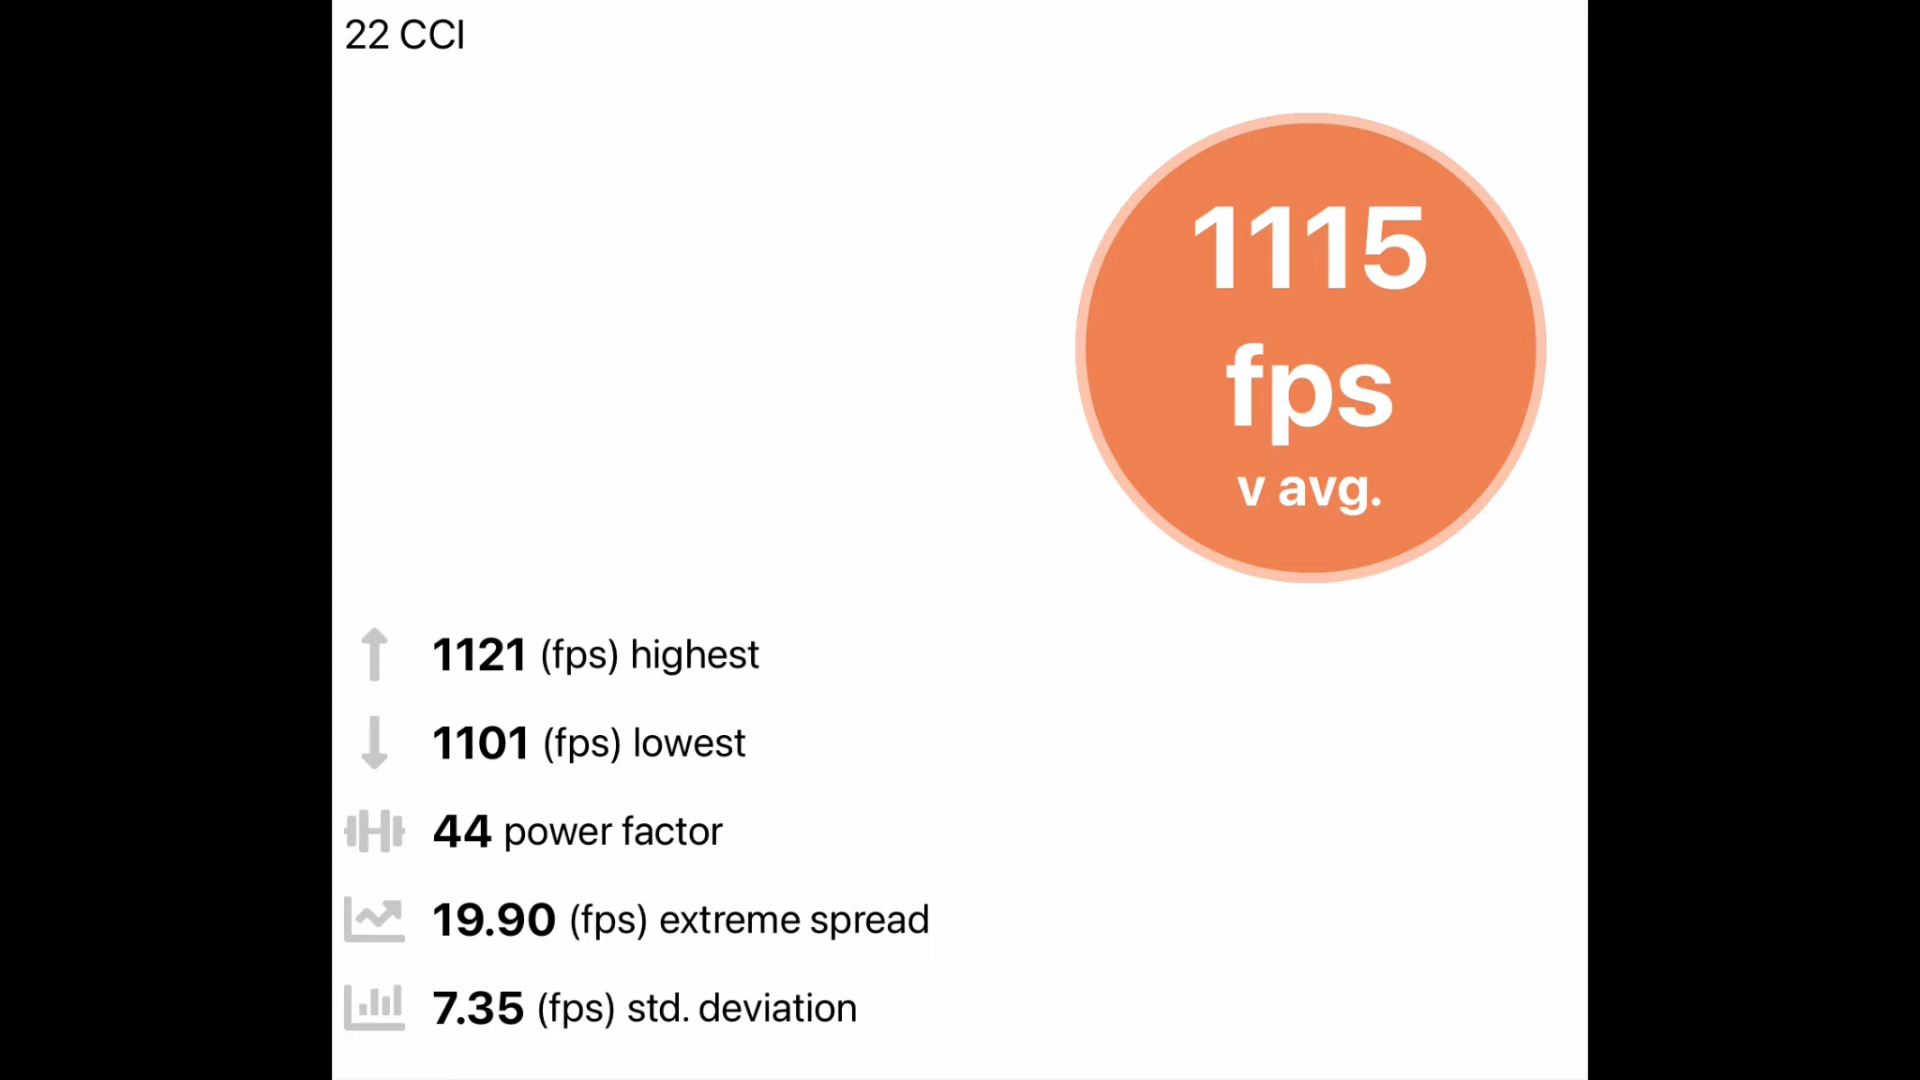 22 CCI
1115
fps
v avg.
1121 (fps) highest
1101 (fps) lowest
44 power factor
19.90 (fps) extreme spread
7.35 (fps) std. deviation